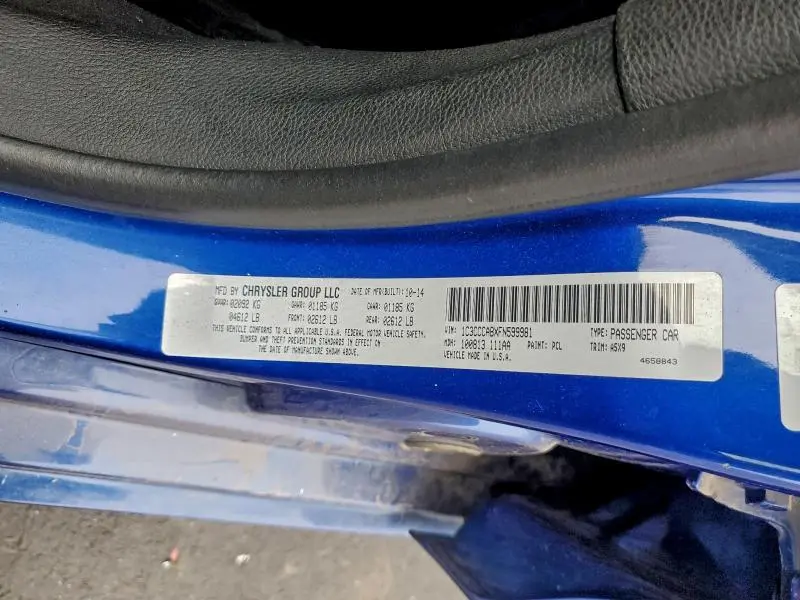 MFD BY CHRYSLER GROUP LLC DATE OF MFR(BUILT): 10-14
GVWR: 02092 KG GAWR: 01185 KG GAWR: 01185 KG
04612 LB FRONT: 02612 LB REAR: 02612 LB
THIS VEHICLE CONFORMS TO ALL APPLICABLE U.S.A. FEDERAL MOTOR VEHICLE SAFETY,
BUMPER AND THEFT PREVENTION STANDARDS IN EFFECT ON
THE DATE OF MANUFACTURE SHOWN ABOVE.
VIN: 1C3CCCABXFN599981 TYPE: PASSENGER CAR
MDH: 100813 111AA PAINT: PCL TRIM: A5X9
VEHICLE MADE IN U.S.A. 4658843